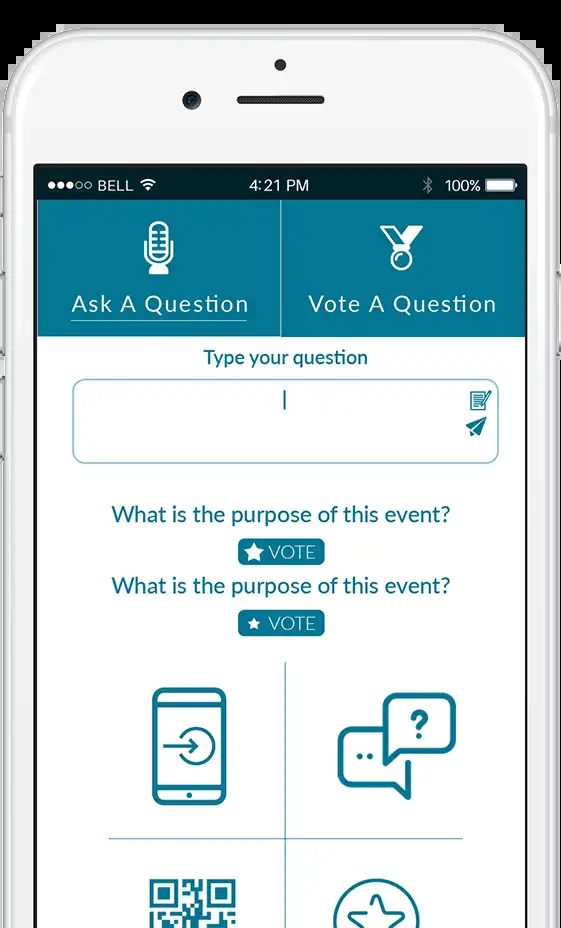 BELL 4:21 PM 100%
Ask A Question Vote A Question
Type your question
What is the purpose of this event?
VOTE
What is the purpose of this event?
VOTE
?